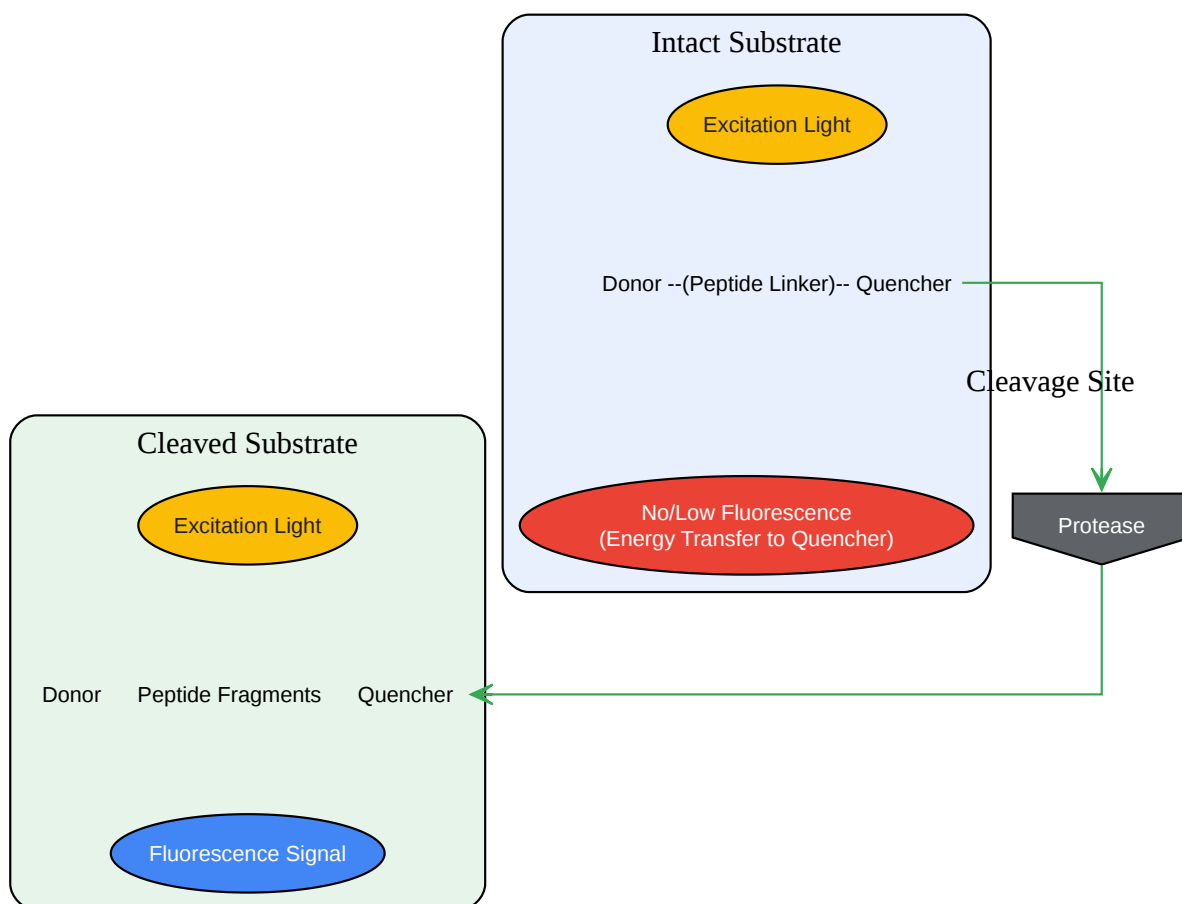 Intact Substrate
Excitation Light
Donor --(Peptide Linker)-- Quencher
Cleavage Site
Cleaved Substrate
Excitation Light
No/Low Fluorescence
(Energy Transfer to Quencher)
Protease
Donor Peptide Fragments Quencher
Fluorescence Signal